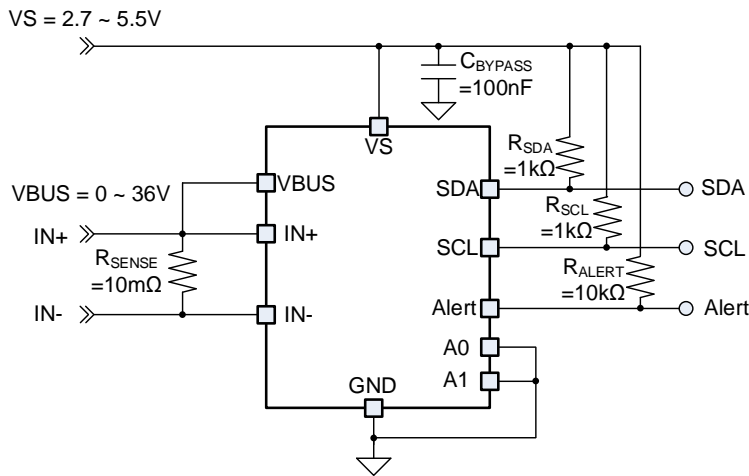 VS = 2.7 ~ 5.5V
CBYPASS
=100nF
VS
RSDA
=1kΩ
VBUS
SDA
SDA
VBUS = 0 ~ 36V
RSCL
=1kΩ
IN+
IN+
SCL
SCL
RSENSE
=10mΩ
RALERT
=10kΩ
IN-
IN-
Alert
Alert
A0
A1
GND